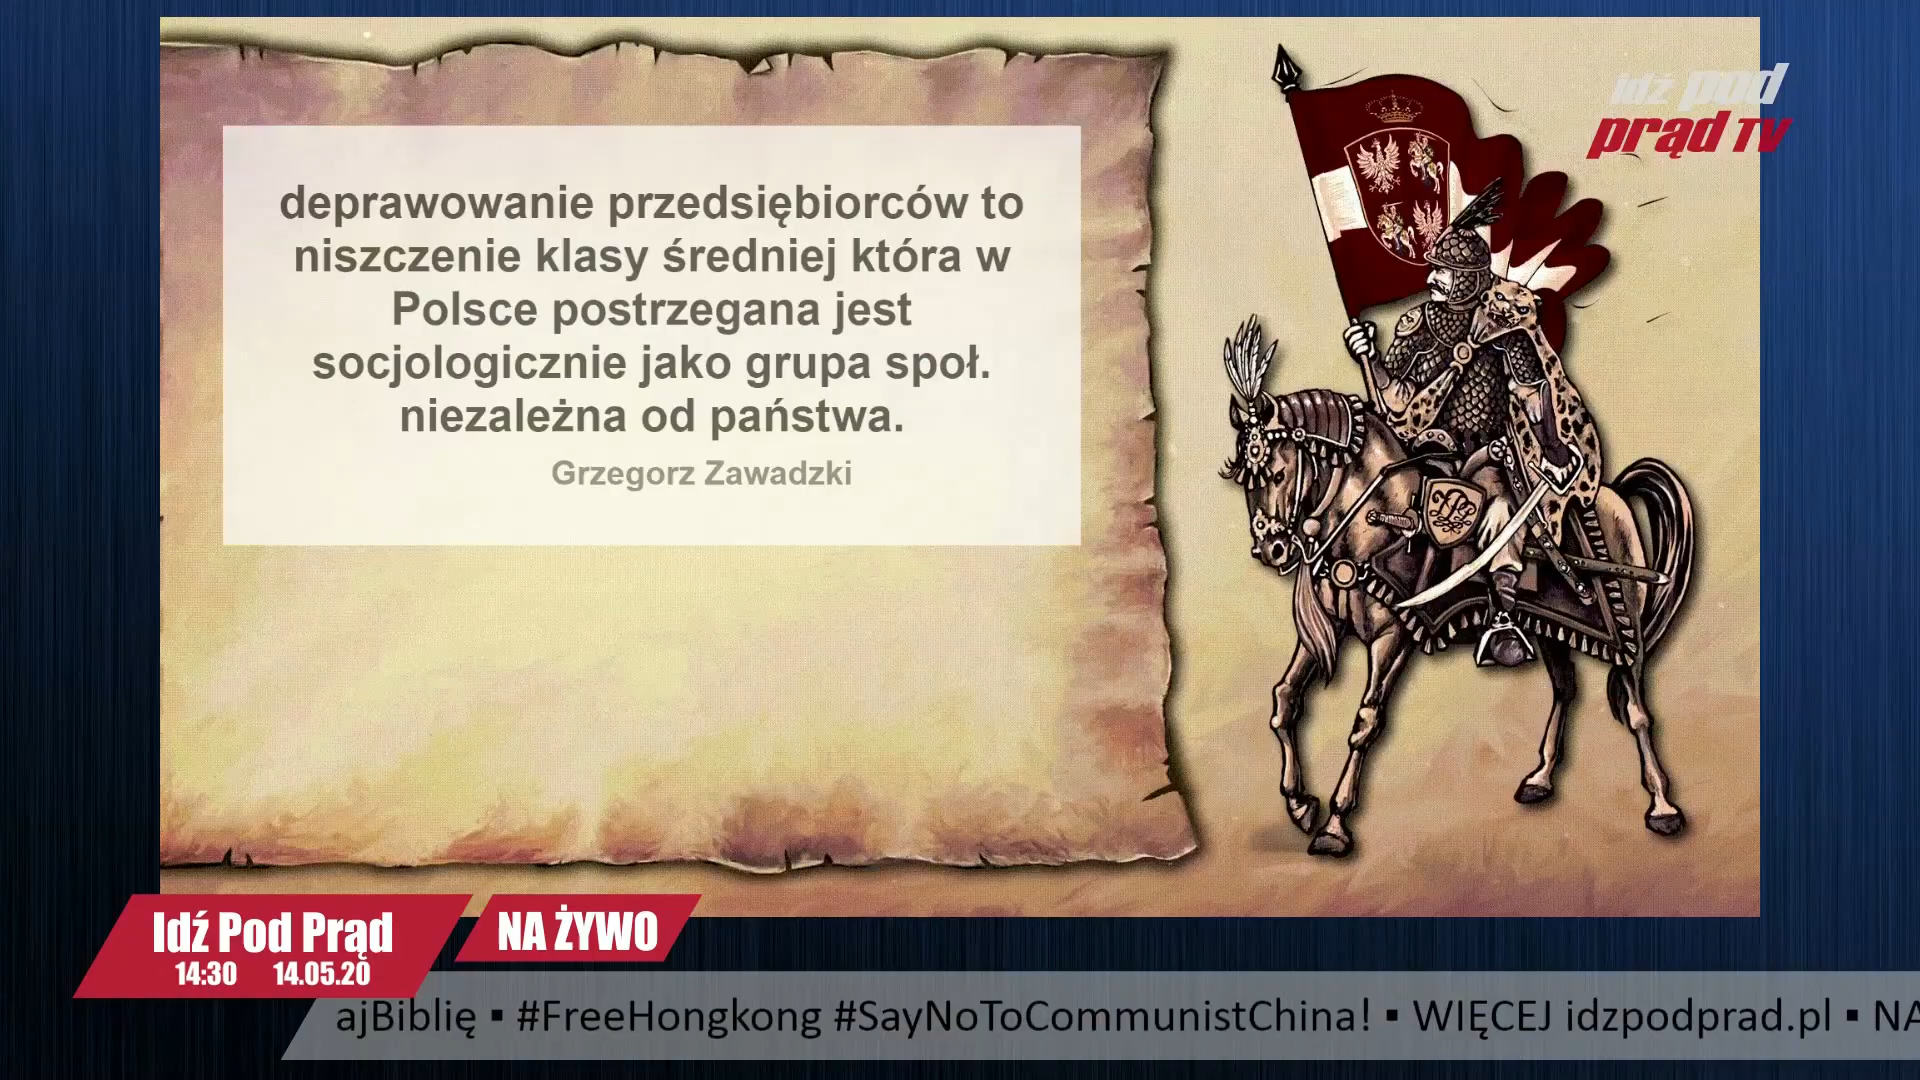 idź pod
prąd TV
deprawowanie przedsiębiorców to
niszczenie klasy średniej która w
Polsce postrzegana jest
socjologicznie jako grupa społ.
niezależna od państwa.
Grzegorz Zawadzki
Idź Pod Prąd
14:30 14.05.20
NA ŻYWO
ajBiblię ▪ #FreeHongkong #SayNoToCommunistChina! ▪ WIĘCEJ idzpodprad.pl ▪ NA